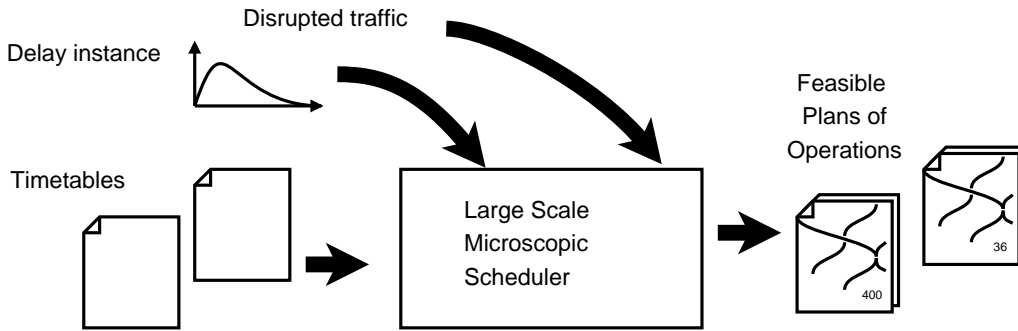 Disrupted traffic
Delay instance
Feasible
Plans of
Operations
Timetables
Large Scale
Microscopic
Scheduler
36
400